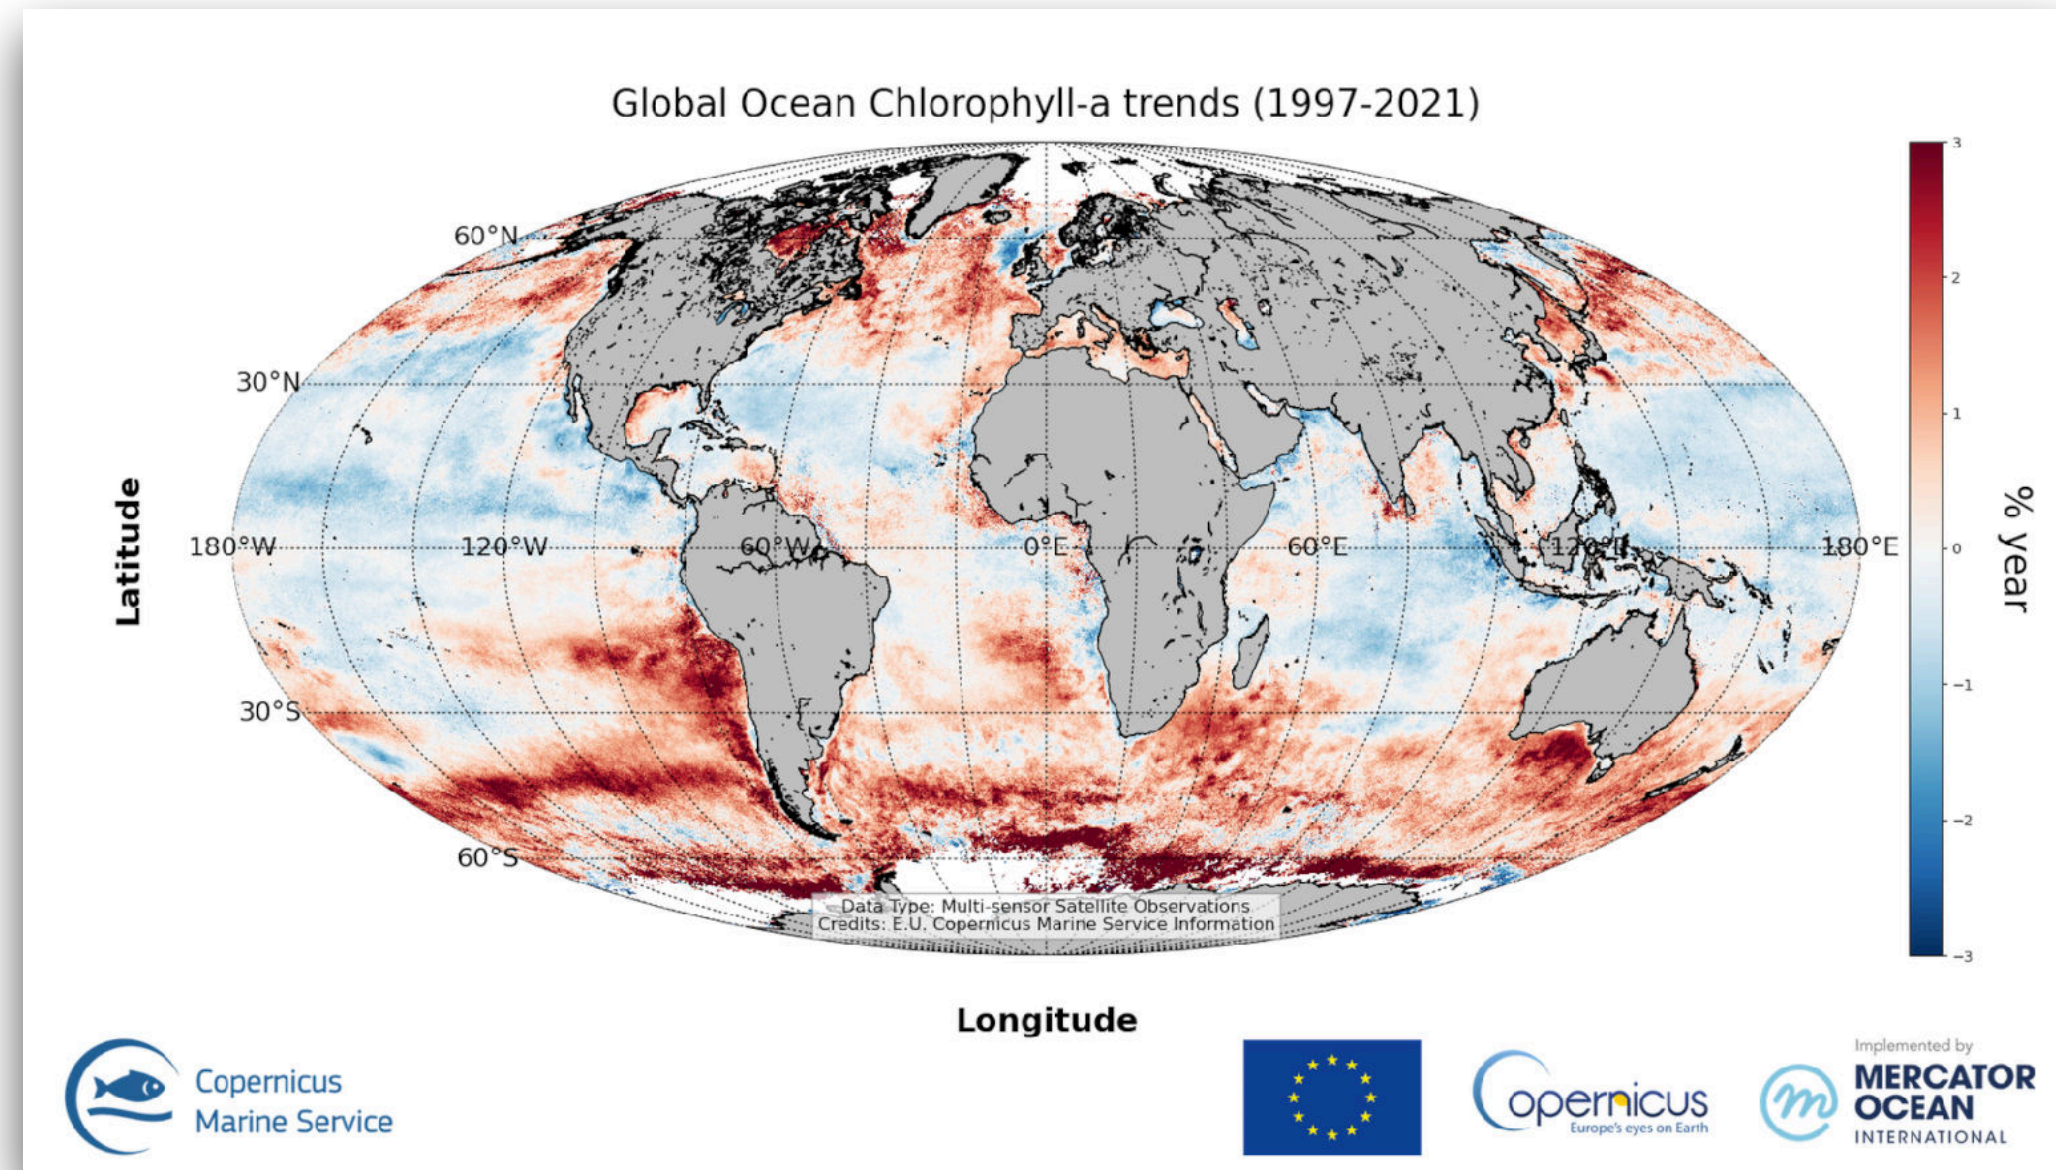 Global Ocean Chlorophyll-a trends (1997-2021)
3
60°N
2
30°N
1
Latitude
180°W
120°W
60°W
0°E
60°E
120°E
180°E
0
% year
-1
30°S
-2
60°S
Data Type: Multi-sensor Satellite Observations
Credits: E.U. Copernicus Marine Service Information
-3
Longitude
Copernicus
Marine Service
opernicus
Europe's eyes on Earth
Implemented by
MERCATOR
OCEAN
INTERNATIONAL